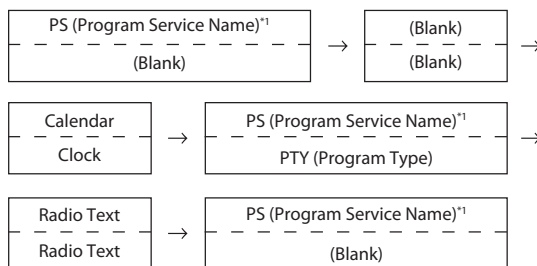 PS (Program Service Name)*1
(Blank)
→
(Blank)
(Blank)
→
Calendar
Clock
→
PS (Program Service Name)*1
PTY (Program Type)
→
Radio Text
Radio Text
→
PS (Program Service Name)*1
(Blank)